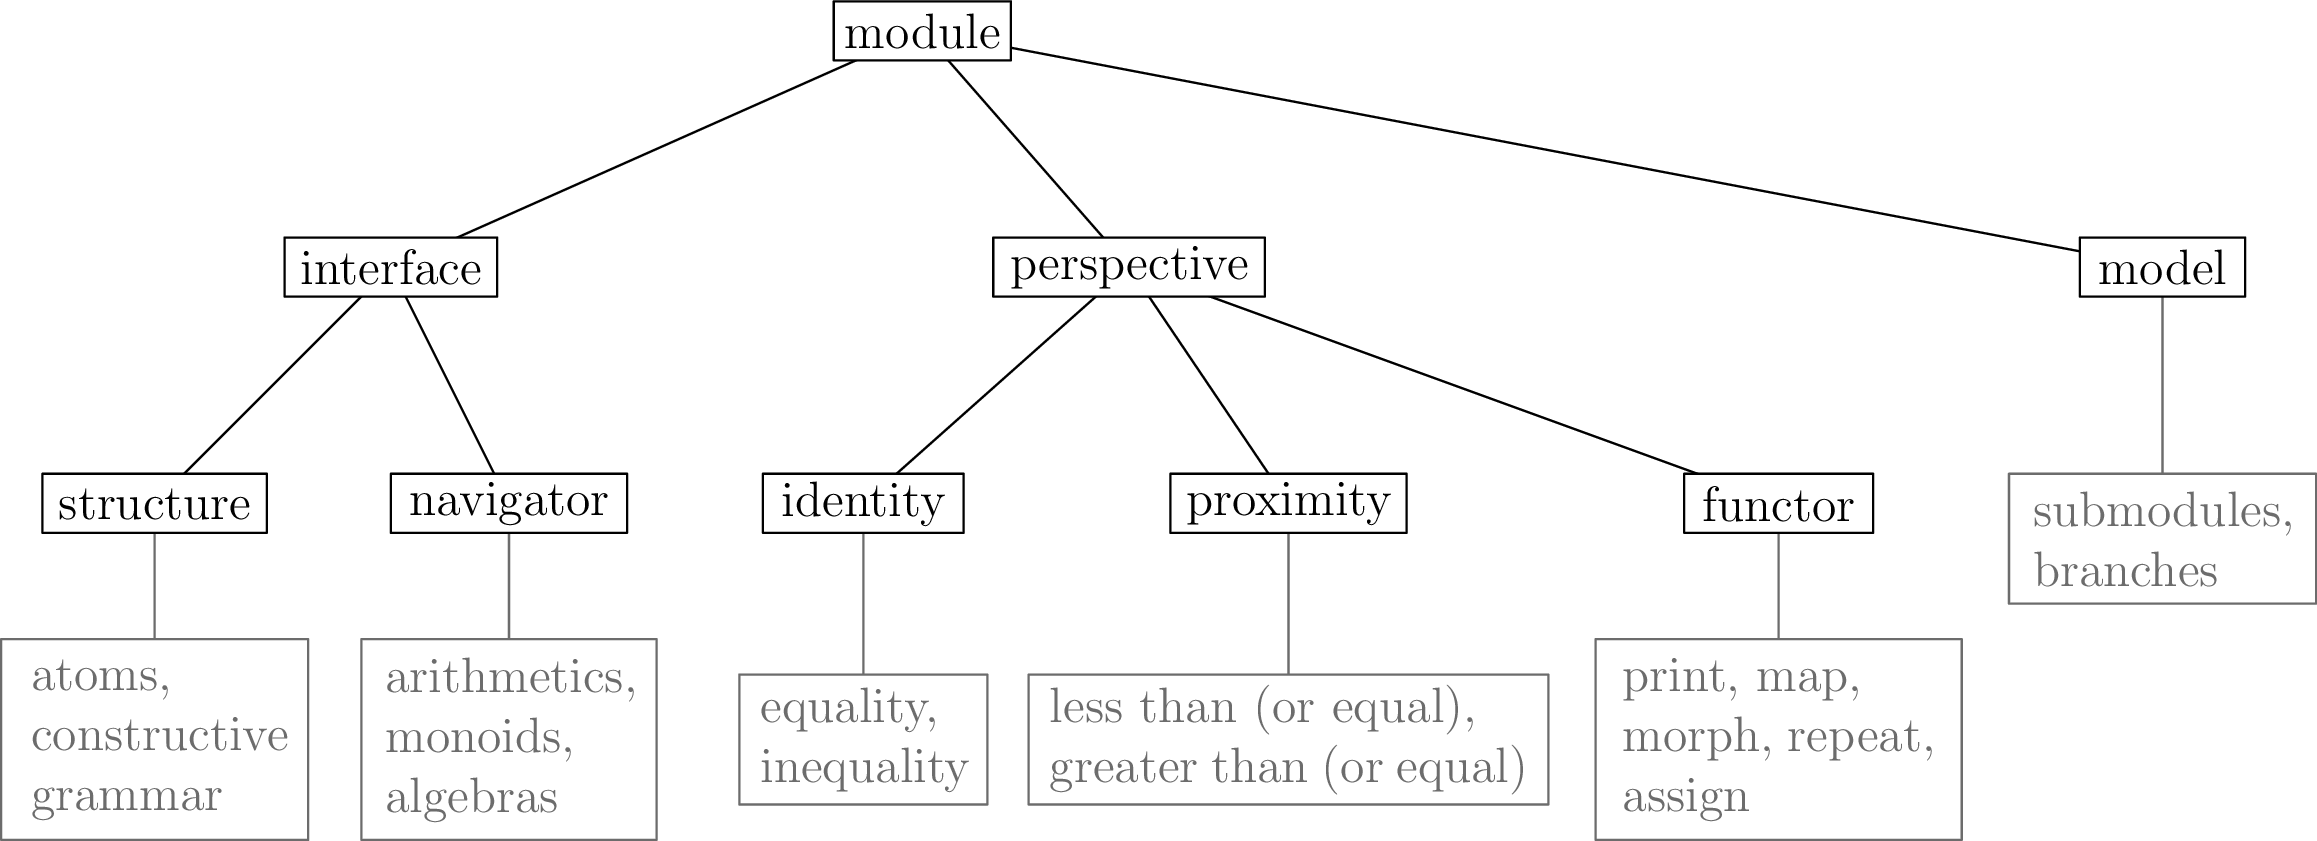 module
interface
perspective
model
structure
navigator
identity
proximity
functor
submodules,
branches
atoms,
constructive
grammar
arithmetics,
monoids,
algebras
equality,
inequality
less than (or equal),
greater than (or equal)
print, map,
morph, repeat,
assign